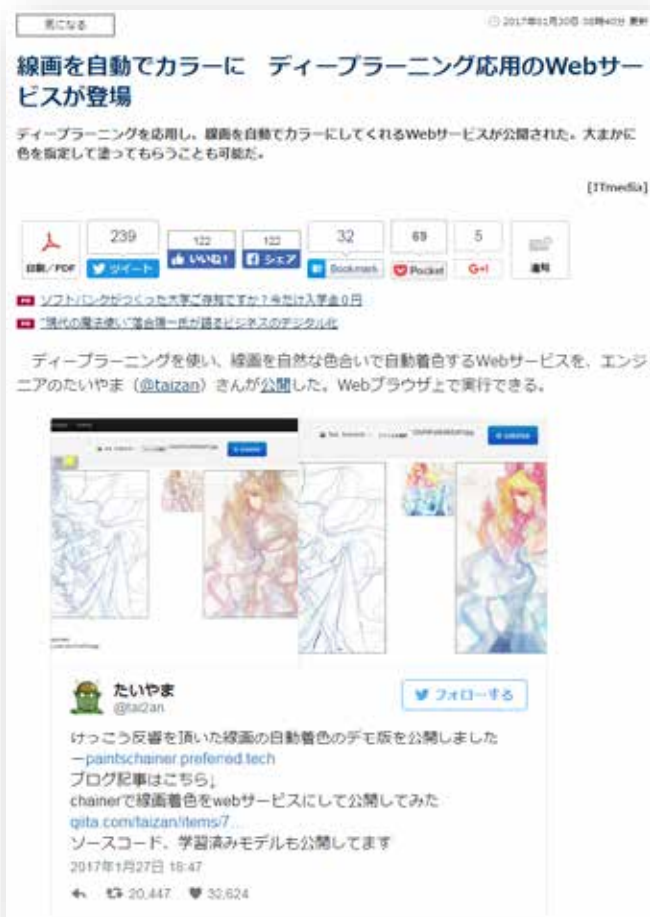 気になる
2017年01月30日 08時40分 更新
線画を自動でカラーに　ディープラーニング応用のWebサー
ビスが登場
ディープラーニングを応用し、線画を自動でカラーにしてくれるWebサービスが公開された。大まかに
色を指定して塗ってもらうことも可能だ。
[ITmedia]
239 122 122 32 69 5
印刷／PDF ツイート いいね！ シェア Bookmark Pocket G+1 通知
PR ソフトバンクがつくった大学ご存知ですか？今だけ入学金０円
PR “現代の魔法使い”落合陽一氏が語るビジネスのデジタル化
ディープラーニングを使い、線画を自然な色合いで自動着色するWebサービスを、エンジ
ニアのたいやま（@taizan）さんが公開した。Webブラウザ上で実行できる。
たいやま
@tai2an
フォローする
けっこう反響を頂いた線画の自動着色のデモ版を公開しました
ーpaintschainer.preferred.tech
ブログ記事はこちら↓
chainerで線画着色をwebサービスにして公開してみた
qiita.com/taizan/items/7...
ソースコード、学習済みモデルも公開してます
2017年1月27日 18:47
20,447 32,624